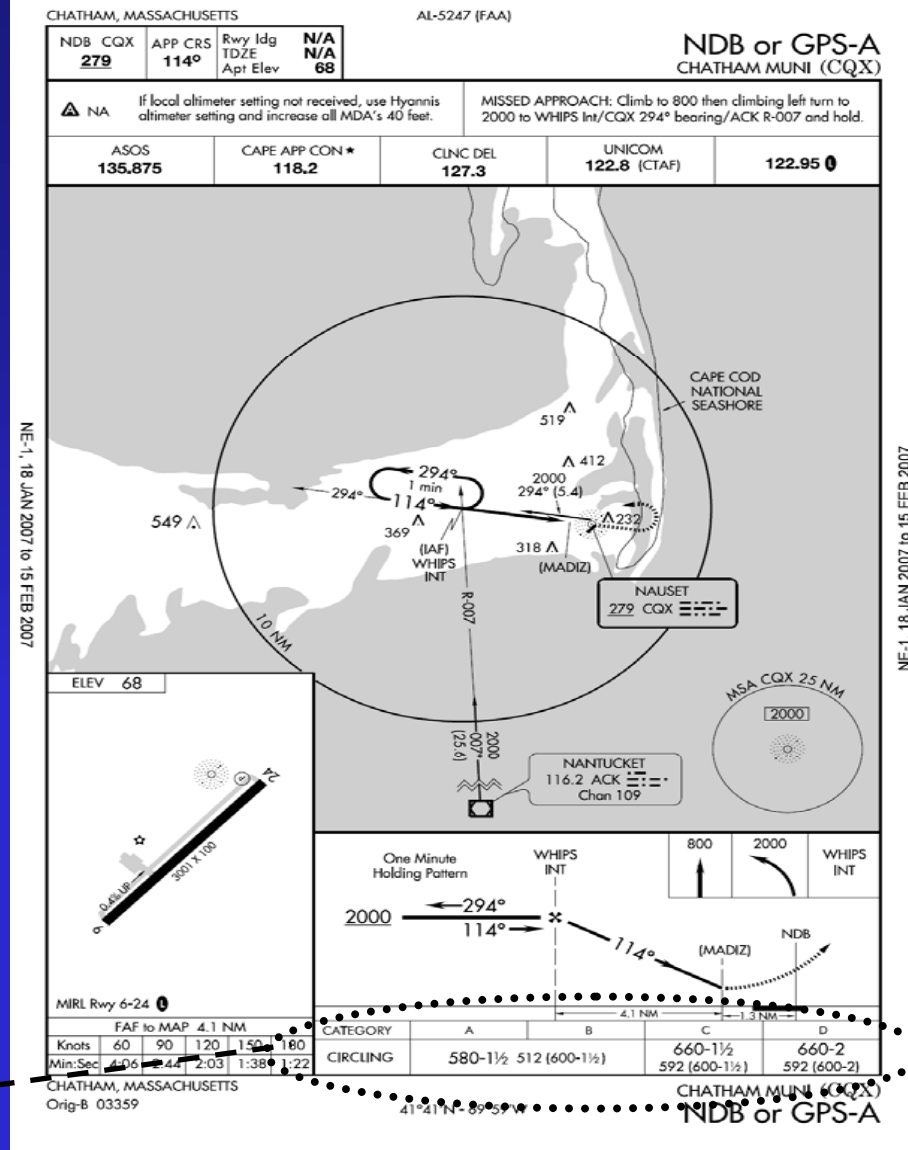 CHATHAM, MASSACHUSETTS
AL-5247 (FAA)
NDB CQX
279
APP CRS
114°
Rwy ldg N/A
TDZE N/A
Apt Elev 68
NDB or GPS-A
CHATHAM MUNI (CQX)
A NA
If local altimeter setting not received, use Hyannis
altimeter setting and increase all MDA's 40 feet.
MISSED APPROACH: Climb to 800 then climbing left turn to
2000 to WHIPS Int/CQX 294° bearing/ACK R-007 and hold.
ASOS
135.875
CAPE APP CON★
118.2
CLNC DEL
127.3
UNICOM
122.8 (CTAF)
122.95 L
CAPE COD
NATIONAL
SEASHORE
519
412
2000
294° (5.4)
294°
1 min
294°
114°
549
369
232
318
(IAF)
WHIPS
INT
(MADIZ)
NAUSET
279 CQX
R-007
10 NM
MSA CQX 25 NM
2000
2000
007°
(25.6)
NANTUCKET
116.2 ACK
Chan 109
NE-1, 18 JAN 2007 to 15 FEB 2007
NE-1, 18 JAN 2007 to 15 FEB 2007
ELEV 68
24
P
3001 X 100
0.4% UP
6
MIRL Rwy 6-24 L
FAF to MAP 4.1 NM
Knots 60 90 120 150 180
Min:Sec 4:06 2:44 2:03 1:38 1:22
One Minute
Holding Pattern
WHIPS
INT
800
2000
WHIPS
INT
2000
294°
114°
114°
(MADIZ)
NDB
4.1 NM
1.3 NM
CATEGORY A B C D
CIRCLING
580-1½ 512 (600-1½)
660-1½
592 (600-1½)
660-2
592 (600-2)
CHATHAM, MASSACHUSETTS
Orig-B 03359
CHATHAM MUNI (CQX)
NDB or GPS-A